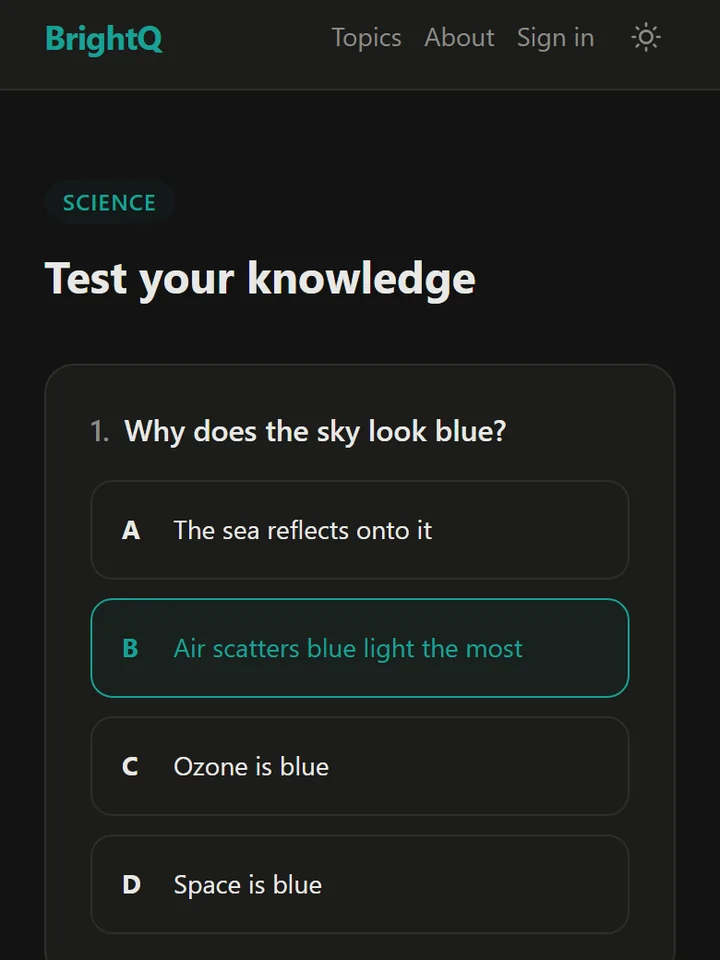 BrightQ
Topics About Sign in
SCIENCE
Test your knowledge
1. Why does the sky look blue?
A The sea reflects onto it
B Air scatters blue light the most
C Ozone is blue
D Space is blue